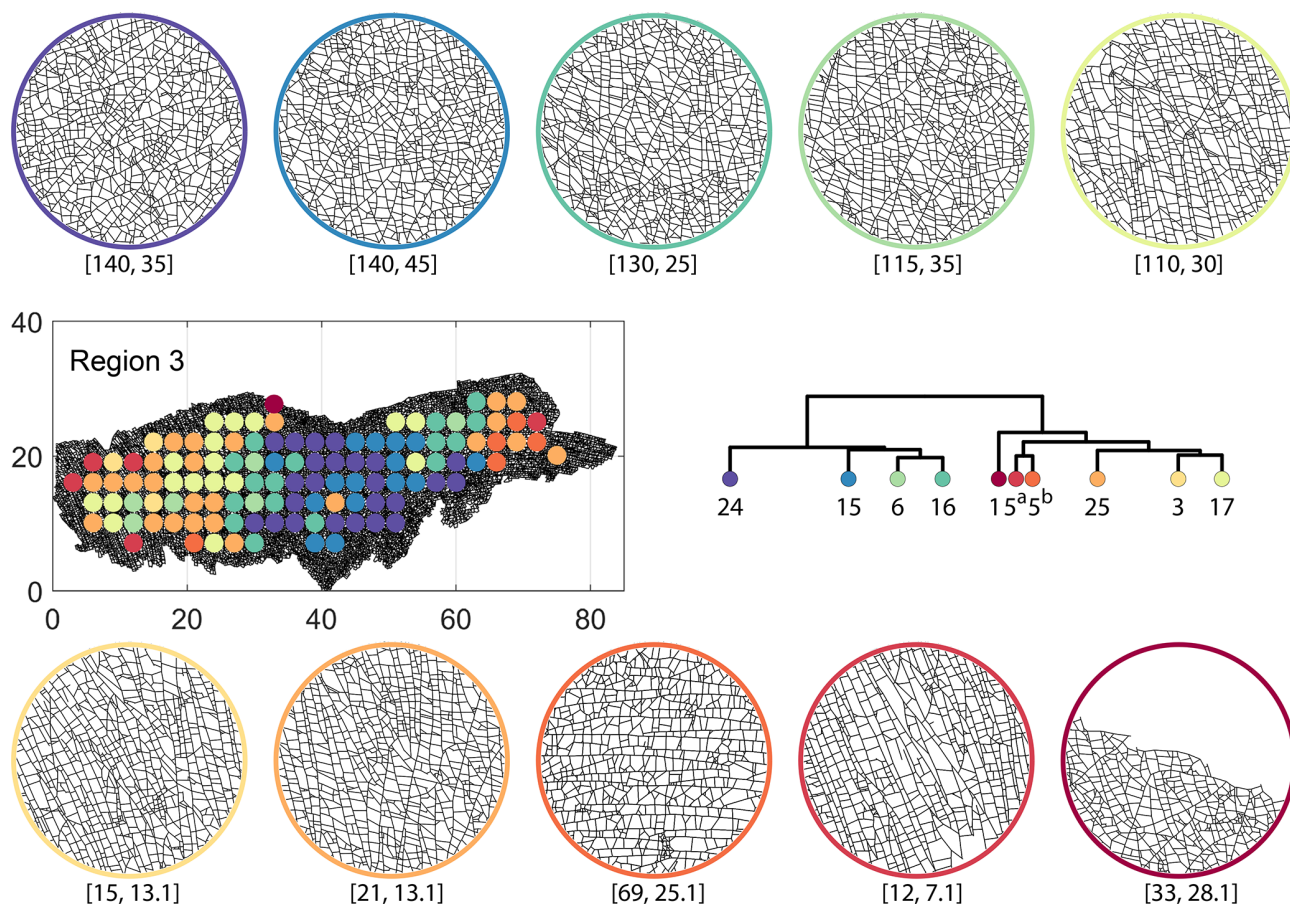 [140, 35] [140, 45] [130, 25] [115, 35] [110, 30]
40
Region 3
20
0
0 20 40 60 80
24 15 6 16 15 a 5 b 25 3 17
[15, 13.1] [21, 13.1] [69, 25.1] [12, 7.1] [33, 28.1]